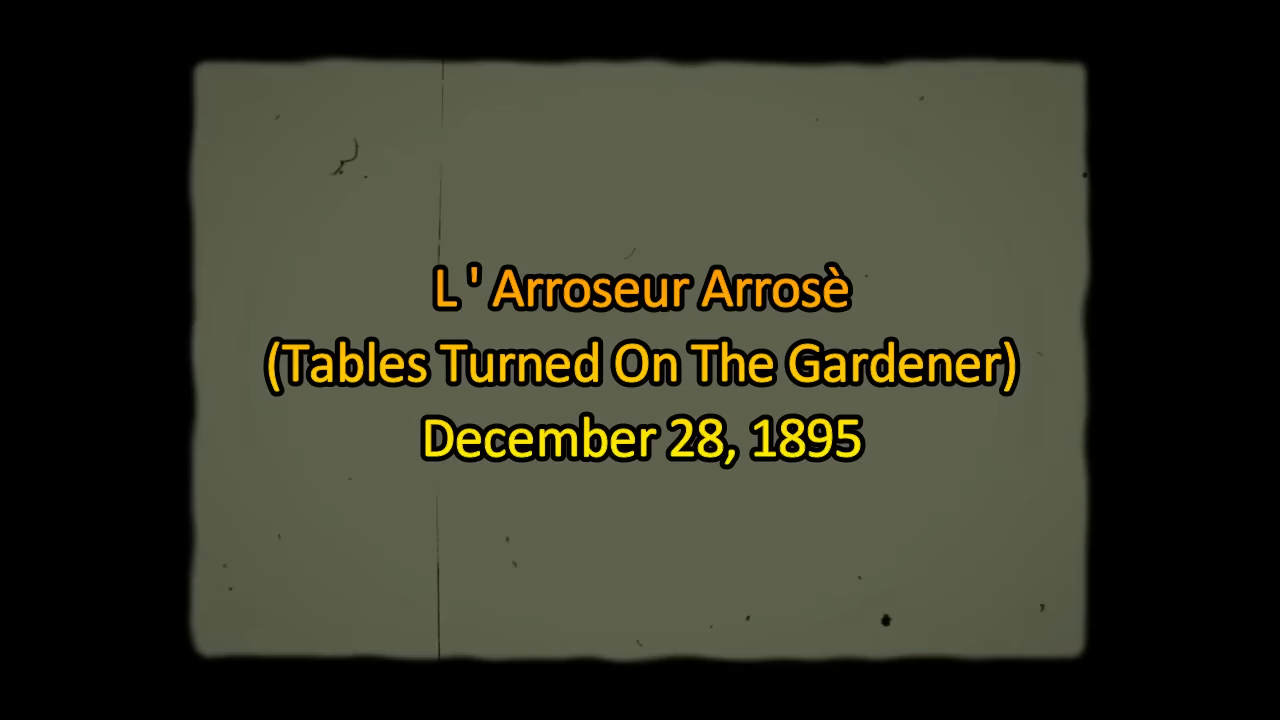 L ' Arroseur Arrosè
(Tables Turned On The Gardener)
December 28, 1895